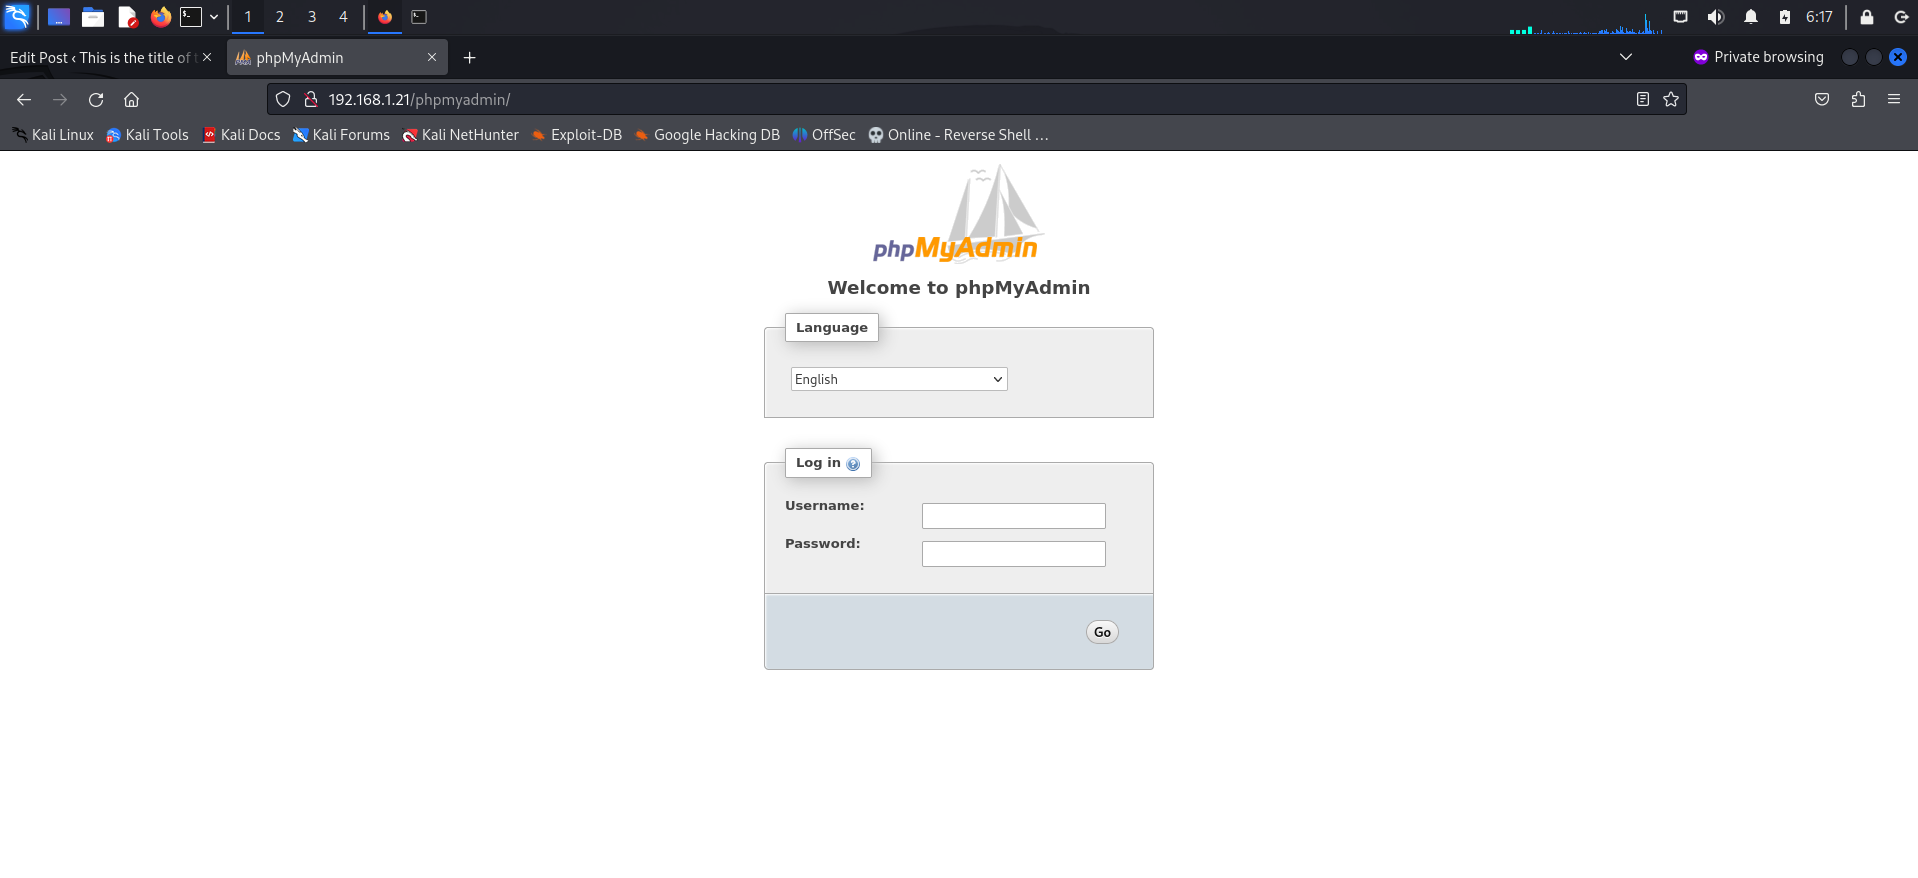 1 2 3 4 6:17
Edit Post ‹ This is the title of phpMyAdmin Private browsing
192.168.1.21/phpmyadmin/
Kali Linux Kali Tools Kali Docs Kali Forums Kali NetHunter Exploit-DB Google Hacking DB OffSec Online - Reverse Shell …
phpMyAdmin
Welcome to phpMyAdmin
Language
English
Log in
Username:
Password:
Go